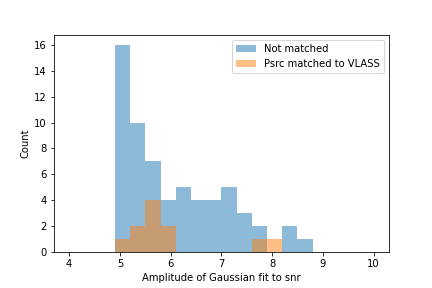 Not matched
Psrc matched to VLASS
16
14
12
10
8
6
4
2
0
Count
4 5 6 7 8 9 10
Amplitude of Gaussian fit to snr